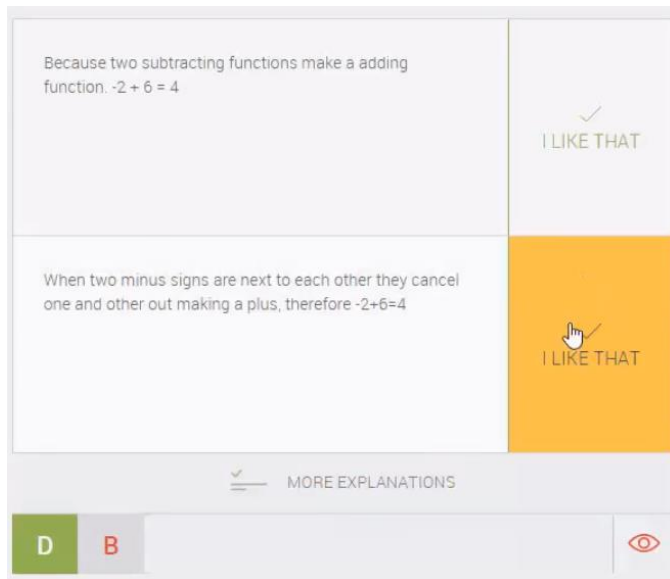 Because two subtracting functions make a adding
function. -2 + 6 = 4
I LIKE THAT
When two minus signs are next to each other they cancel
one and other out making a plus, therefore -2+6=4
I LIKE THAT
MORE EXPLANATIONS
D B